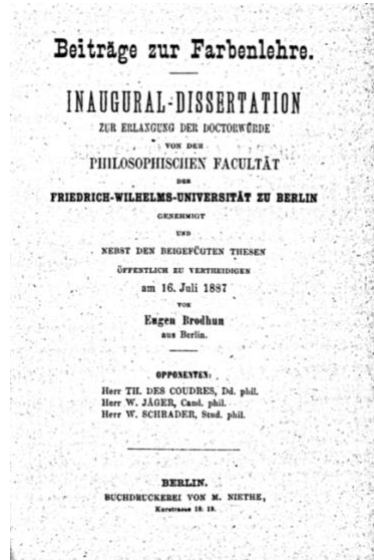 Beiträge zur Farbenlehre.
INAUGURAL-DISSERTATION
ZUR ERLANGUNG DER DOCTORWÜRDE
VON DER
PHILOSOPHISCHEN FACULTÄT
DER
FRIEDRICH-WILHELMS-UNIVERSITÄT ZU BERLIN
GENEHMIGT
UND
NEBST DEN BEIGEFÜGTEN THESEN
ÖFFENTLICH ZU VERTHEIDIGEN
am 16. Juli 1887
VON
Eugen Brodhun
aus Berlin.
OPPONENTEN:
Herr TH. DES COUDRES, Dd. phil.
Herr W. JÄGER, Cand. phil.
Herr W. SCHRADER, Stud. phil.
BERLIN.
BUCHDRUCKEREI VON M. NIETHE,
Kurstrasse 18. 19.